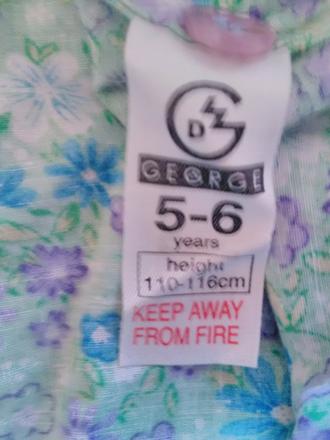 GEORGE
5-6
years
height
110-116cm
KEEP AWAY
FROM FIRE